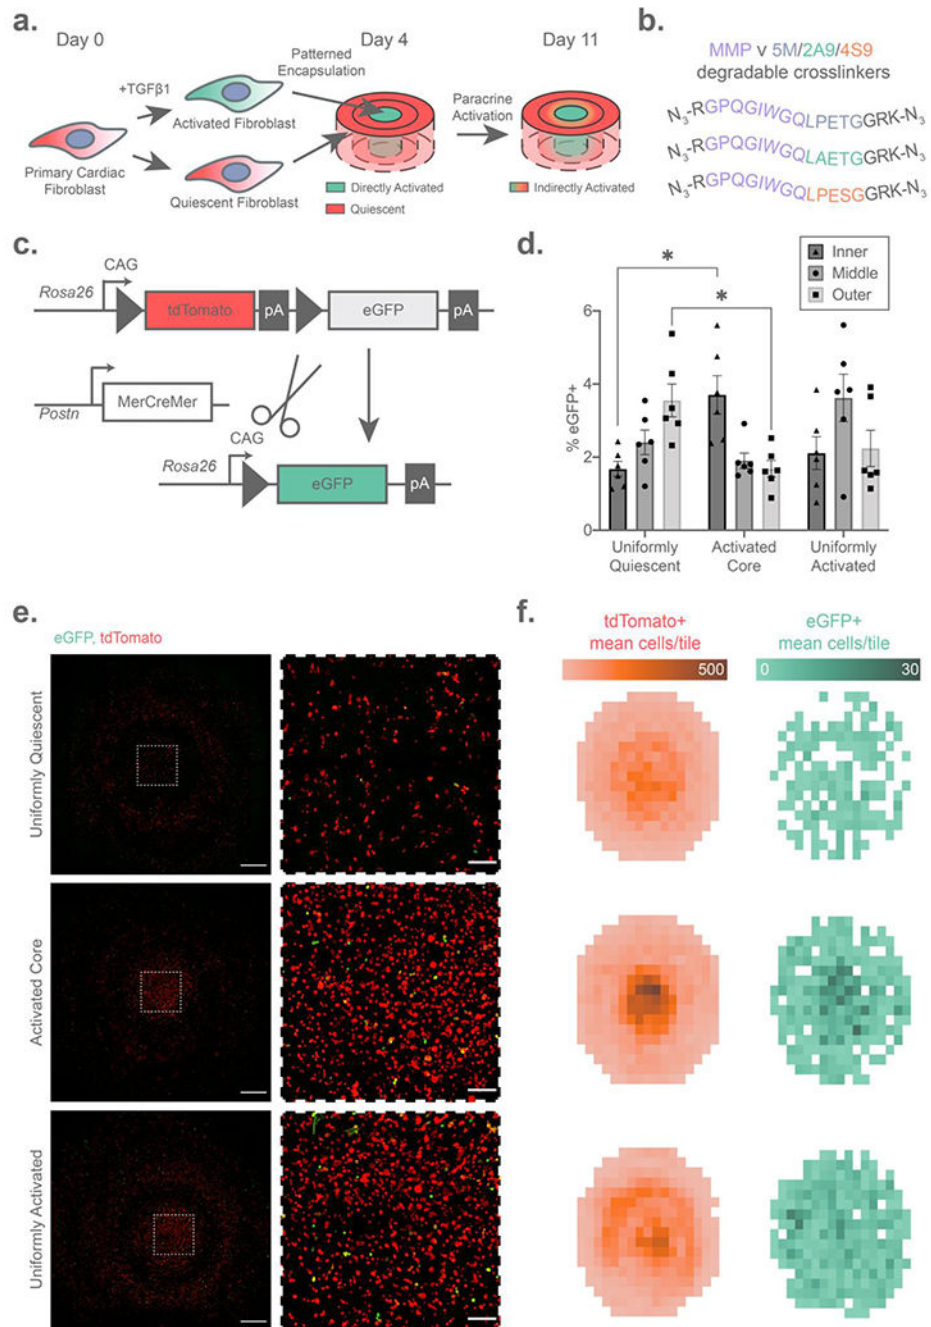 a.
Day 0
Day 4
Day 11
+TGFβ1
Patterned
Encapsulation
Activated Fibroblast
Paracrine
Activation
Primary Cardiac
Fibroblast
Quiescent Fibroblast
Directly Activated
Quiescent
Indirectly Activated
b.
MMP v 5M/2A9/4S9
degradable crosslinkers
N3-RGPQGIWGQLPETGGRK-N3
N3-RGPQGIWGQLAETGGRK-N3
N3-RGPQGIWGQLPESGGRK-N3
c.
CAG
Rosa26
tdTomato
pA
eGFP
pA
Postn
MerCreMer
CAG
Rosa26
eGFP
pA
d.
Inner
Middle
Outer
*
*
% eGFP+
6
4
2
0
Uniformly
Quiescent
Activated
Core
Uniformly
Activated
e.
eGFP, tdTomato
Uniformly Quiescent
Activated Core
Uniformly Activated
f.
tdTomato+
mean cells/tile
500
eGFP+
mean cells/tile
0
30